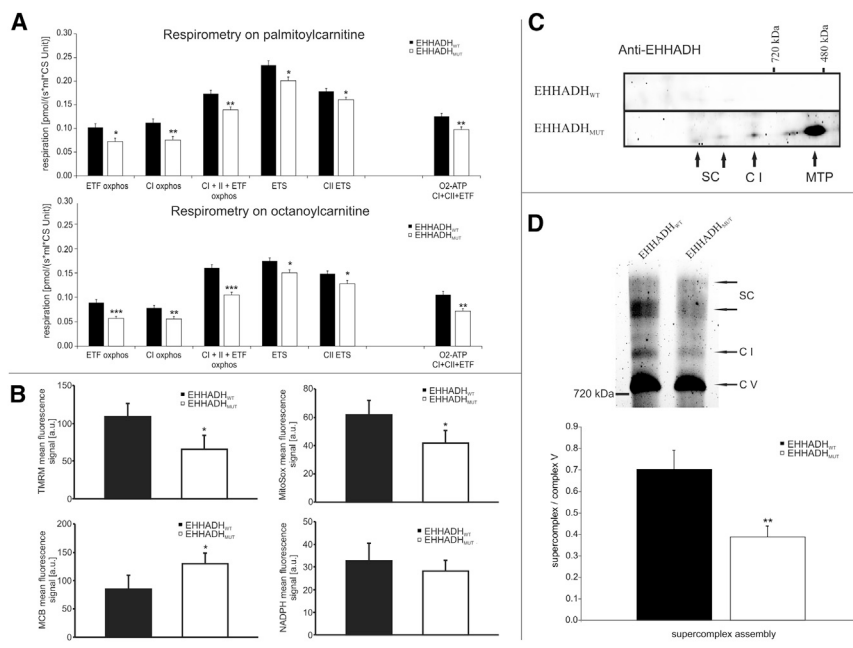 A
Respirometry on palmitoylcarnitine
EHHADHWT
EHHADHMUT
respiration [pmol/(s*ml*CS Unit)]
0.30
0.25
0.20
0.15
0.10
0.05
0.00
*
**
**
*
*
**
ETF oxphos
CI oxphos
CI + II + ETF
oxphos
ETS
CII ETS
O2-ATP
CI+CII+ETF
Respirometry on octanoylcarnitine
EHHADHWT
EHHADHMUT
respiration [pmol/(s*ml*CS Unit)]
0.30
0.25
0.20
0.15
0.10
0.05
0.00
***
**
***
*
*
**
ETF oxphos
CI oxphos
CI + II + ETF
oxphos
ETS
CII ETS
O2-ATP
CI+CII+ETF
B
TMRM mean fluorescence
signal [a.u.]
150
100
50
0
EHHADHWT
EHHADHMUT
*
MitoSox mean fluorescence
signal [a.u.]
80
60
40
20
0
EHHADHWT
EHHADHMUT
*
MCB mean fluorescence
signal [a.u.]
200
150
100
50
0
EHHADHWT
EHHADHMUT
*
NADPH mean fluorescence
signal [a.u.]
50
40
30
20
10
0
EHHADHWT
EHHADHMUT
C
Anti-EHHADH
720 kDa
480 kDa
EHHADHWT
EHHADHMUT
SC
C I
MTP
D
EHHADHWT
EHHADHMUT
SC
C I
C V
720 kDa
supercomplex / complex V
0.9
0.8
0.7
0.6
0.5
0.4
0.3
0.2
0.1
0.0
EHHADHWT
EHHADHMUT
**
supercomplex assembly